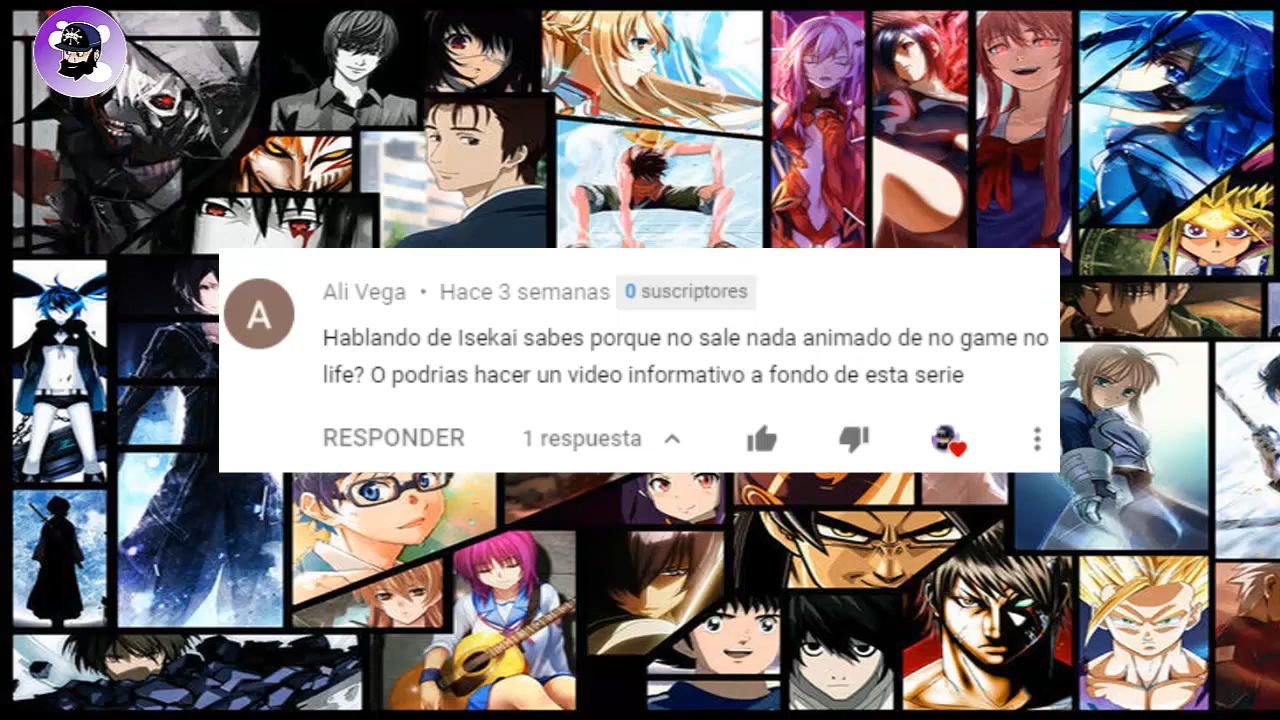 Ali Vega • Hace 3 semanas 0 suscriptores
A
Hablando de Isekai sabes porque no sale nada animado de no game no
life? O podrias hacer un video informativo a fondo de esta serie
RESPONDER 1 respuesta